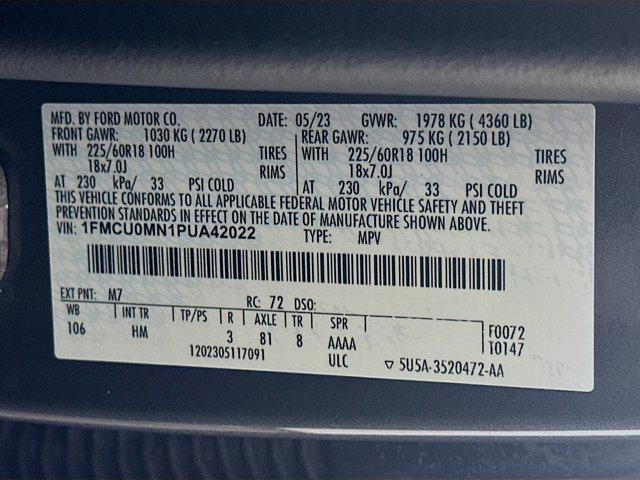 MFD. BY FORD MOTOR CO. DATE: 05/23 GVWR: 1978 KG ( 4360 LB)
FRONT GAWR: 1030 KG ( 2270 LB) REAR GAWR: 975 KG ( 2150 LB)
WITH 225/60R18 100H TIRES WITH 225/60R18 100H TIRES
18x7.0J RIMS 18x7.0J RIMS
AT 230 kPa/ 33 PSI COLD AT 230 kPa/ 33 PSI COLD
THIS VEHICLE CONFORMS TO ALL APPLICABLE FEDERAL MOTOR VEHICLE SAFETY AND THEFT
PREVENTION STANDARDS IN EFFECT ON THE DATE OF MANUFACTURE SHOWN ABOVE.
VIN: 1FMCU0MN1PUA42022 TYPE: MPV
EXT PNT: M7 RC: 72 DSO:
WB INT TR TP/PS R AXLE TR SPR F0072
106 HM 3 81 8 AAAA T0147
1202305117091 ULC ▽ 5U5A-3520472-AA